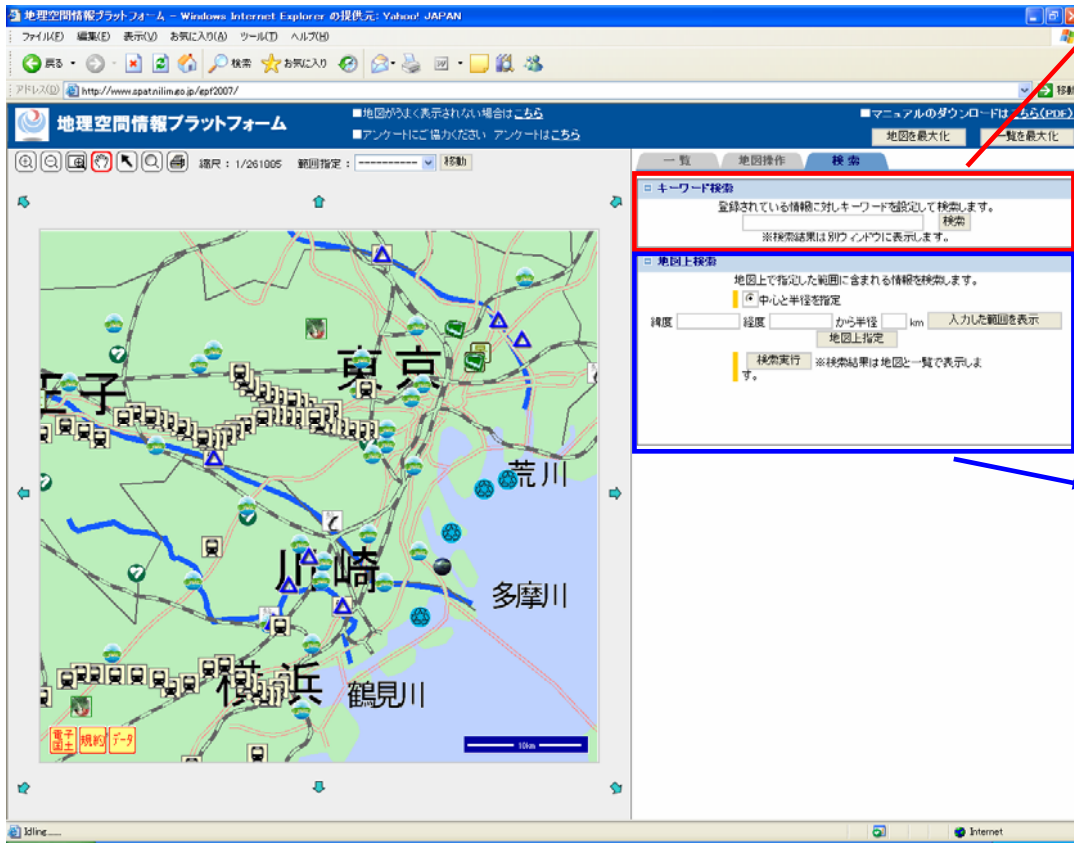 地理空間情報プラットフォーム - Windows Internet Explorer の提供元: Yahoo! JAPAN
ファイル(F) 編集(E) 表示(V) お気に入り(A) ツール(T) ヘルプ(H)
戻る 検索 お気に入り
アドレス(D) http://www.spat.nilim.go.jp/epf2007/ 移動
地理空間情報プラットフォーム
■地図がうまく表示されない場合はこちら
■アンケートにご協力ください アンケートはこちら
■マニュアルのダウンロードはこちら(PDF)
地図を最大化 一覧を最大化
縮尺：1/261005 範囲指定： ---------- 移動
一覧 地図操作 検索
キーワード検索
登録されている情報に対しキーワードを設定して検索します。
検索
※検索結果は別ウィンドウに表示します。
地図上検索
地図上で指定した範囲に含まれる情報を検索します。
中心と半径を指定
緯度 経度 から半径 km 入力した範囲を表示
地図上指定
検索実行 ※検索結果は地図と一覧で表示しま
す。
東京
王子
荒川
川崎
多摩川
横浜
鶴見川
電子国土 規約 データ
10km
Idling.....
Internet